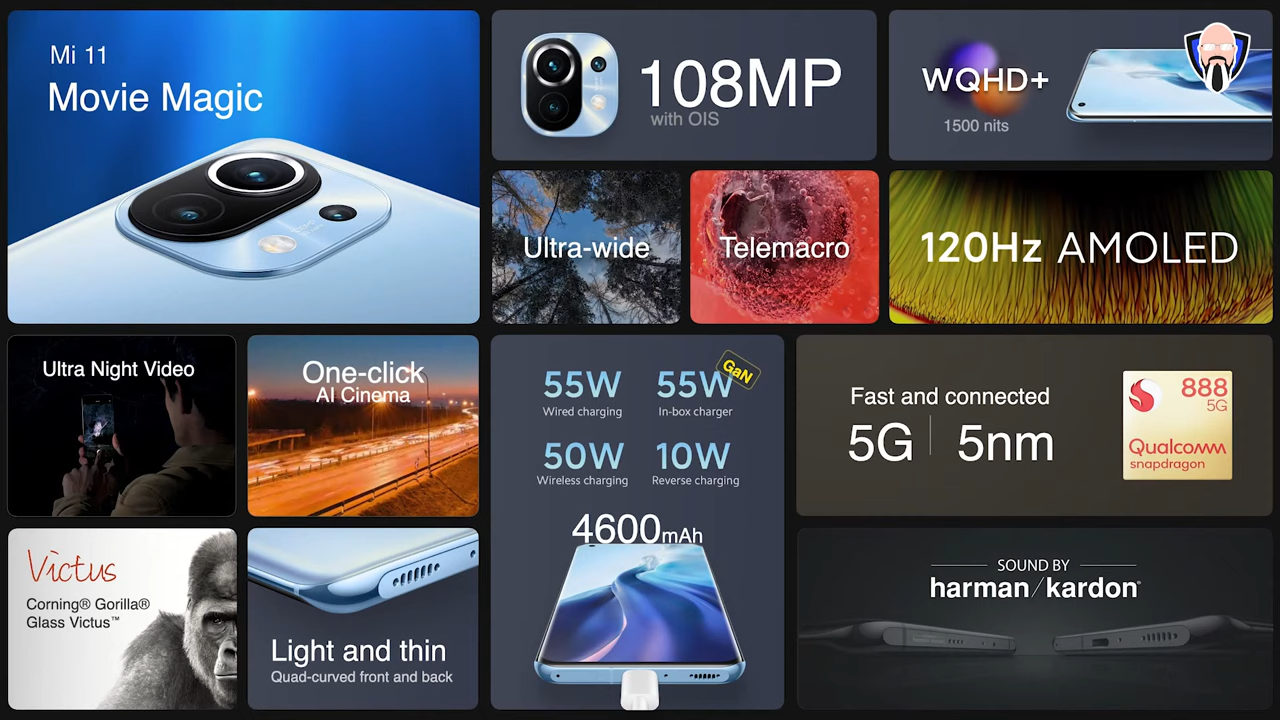 Mi 11
Movie Magic
108MP
with OIS
WQHD+
1500 nits
Ultra-wide
Telemacro
120Hz AMOLED
Ultra Night Video
One-click
AI Cinema
55W
Wired charging
55W
GaN
In-box charger
50W
Wireless charging
10W
Reverse charging
4600mAh
Fast and connected
5G | 5nm
888
5G
Qualcomm
snapdragon
Victus
Corning® Gorilla®
Glass Victus™
Light and thin
Quad-curved front and back
SOUND BY
harman/kardon®